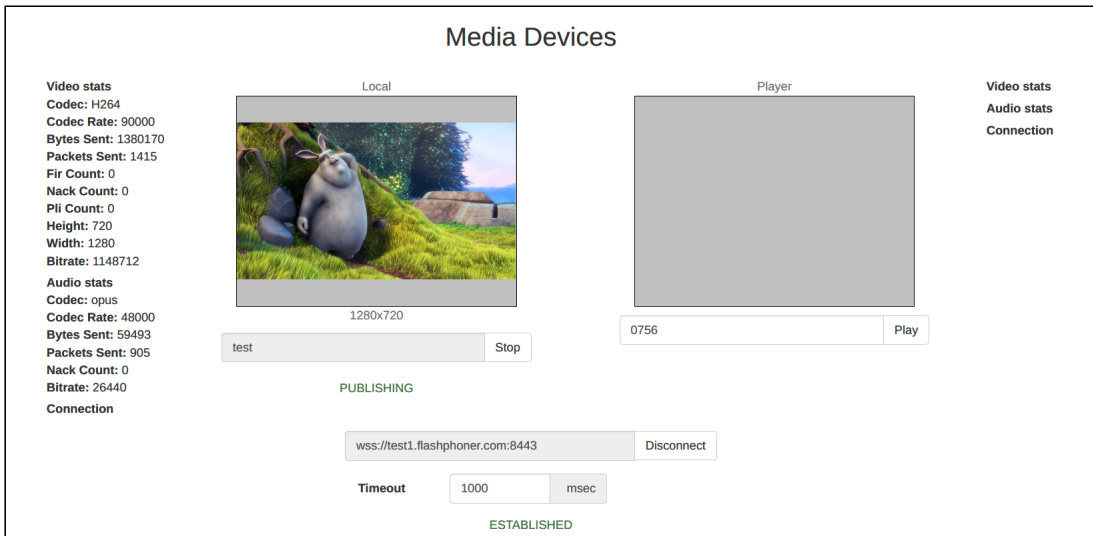 Media Devices
Video stats
Codec: H264
Codec Rate: 90000
Bytes Sent: 1380170
Packets Sent: 1415
Fir Count: 0
Nack Count: 0
Pli Count: 0
Height: 720
Width: 1280
Bitrate: 1148712
Audio stats
Codec: opus
Codec Rate: 48000
Bytes Sent: 59493
Packets Sent: 905
Nack Count: 0
Bitrate: 26440
Connection
Local
1280x720
test Stop
PUBLISHING
Player
0756 Play
Video stats
Audio stats
Connection
wss://test1.flashphoner.com:8443 Disconnect
Timeout 1000 msec
ESTABLISHED